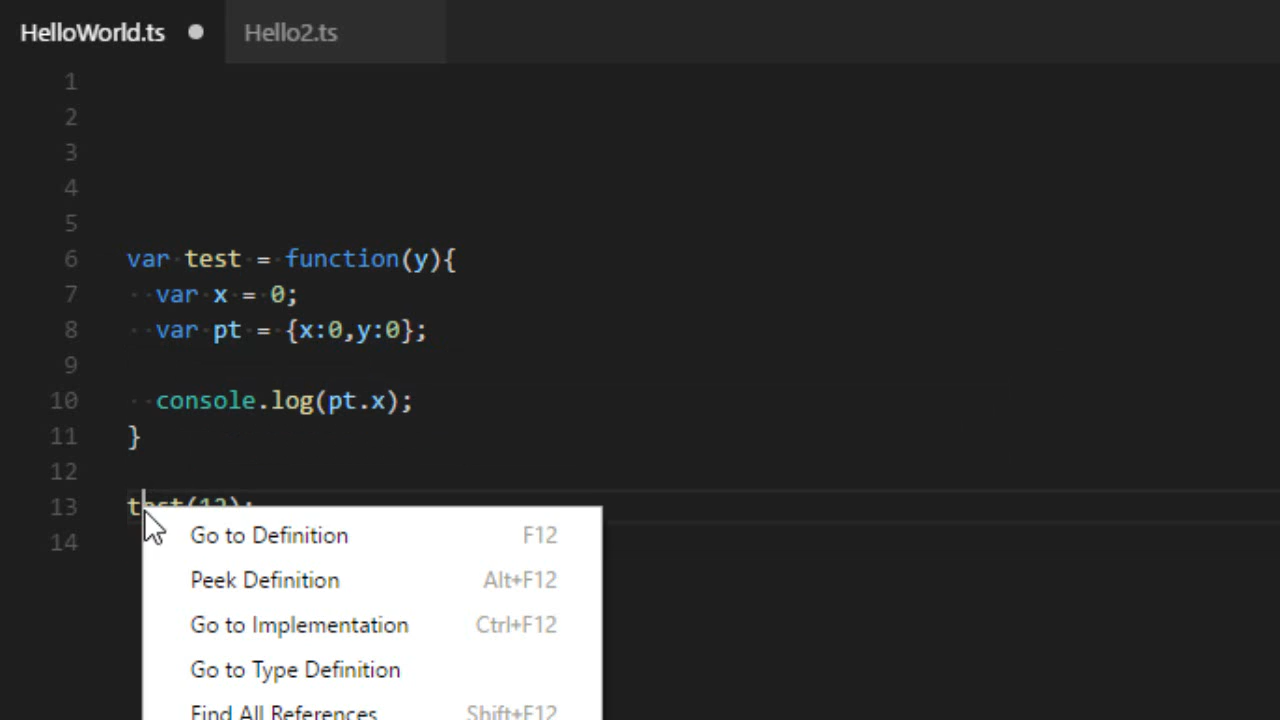 HelloWorld.ts Hello2.ts
1
2
3
4
5
6 var test = function(y){
7 var x = 0;
8 var pt = {x:0,y:0};
9
10 console.log(pt.x);
11 }
12
13 test(12);
14
Go to Definition F12
Peek Definition Alt+F12
Go to Implementation Ctrl+F12
Go to Type Definition
Find All References Shift+F12